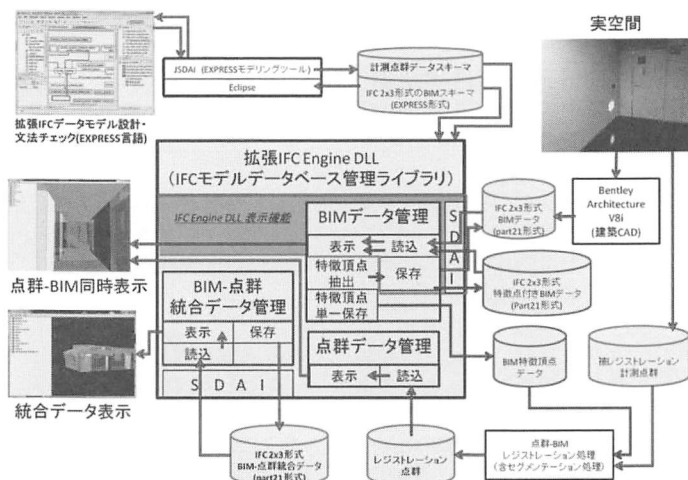 実空間
JSDAI (EXPRESSモデリングツール)
Eclipse
計測点群データスキーマ
IFC 2x3形式のBIMスキーマ
(EXPRESS形式)
拡張IFCデータモデル設計・
文法チェック(EXPRESS言語)
拡張IFC Engine DLL
(IFCモデルデータベース管理ライブラリ)
IFC Engine DLL 表示機能
BIMデータ管理
表示
読込
特徴頂点
抽出
保存
特徴頂点
単一保存
SDAI
IFC 2x3形式
BIMデータ
(part21形式)
Bentley
Architecture
V8i
(建築CAD)
IFC 2x3形式
特徴点付きBIMデータ
(Part21形式)
点群-BIM同時表示
BIM-点群
統合データ管理
表示
保存
読込
SDAI
点群データ管理
表示
読込
BIM特徴頂点
データ
レジストレーション
計測点群
統合データ表示
IFC 2x3形式
BIM-点群統合データ
(part21形式)
レジストレーション
点群
点群-BIM
レジストレーション処理
(含セグメンテーション処理)